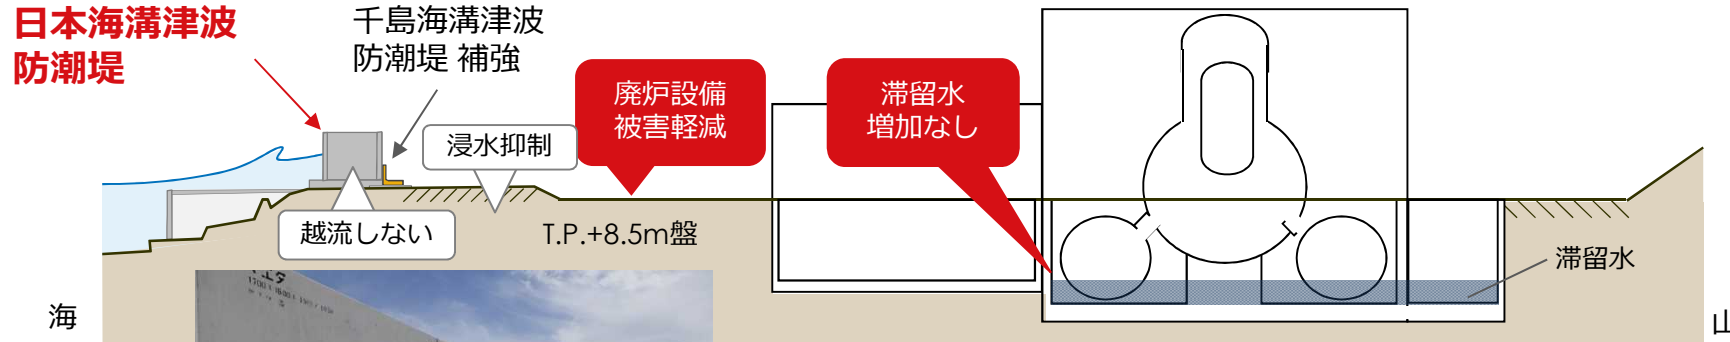 日本海溝津波
防潮堤
千島海溝津波
防潮堤 補強
廃炉設備
被害軽減
滞留水
増加なし
浸水抑制
越流しない
T.P.+8.5m盤
滞留水
海
山